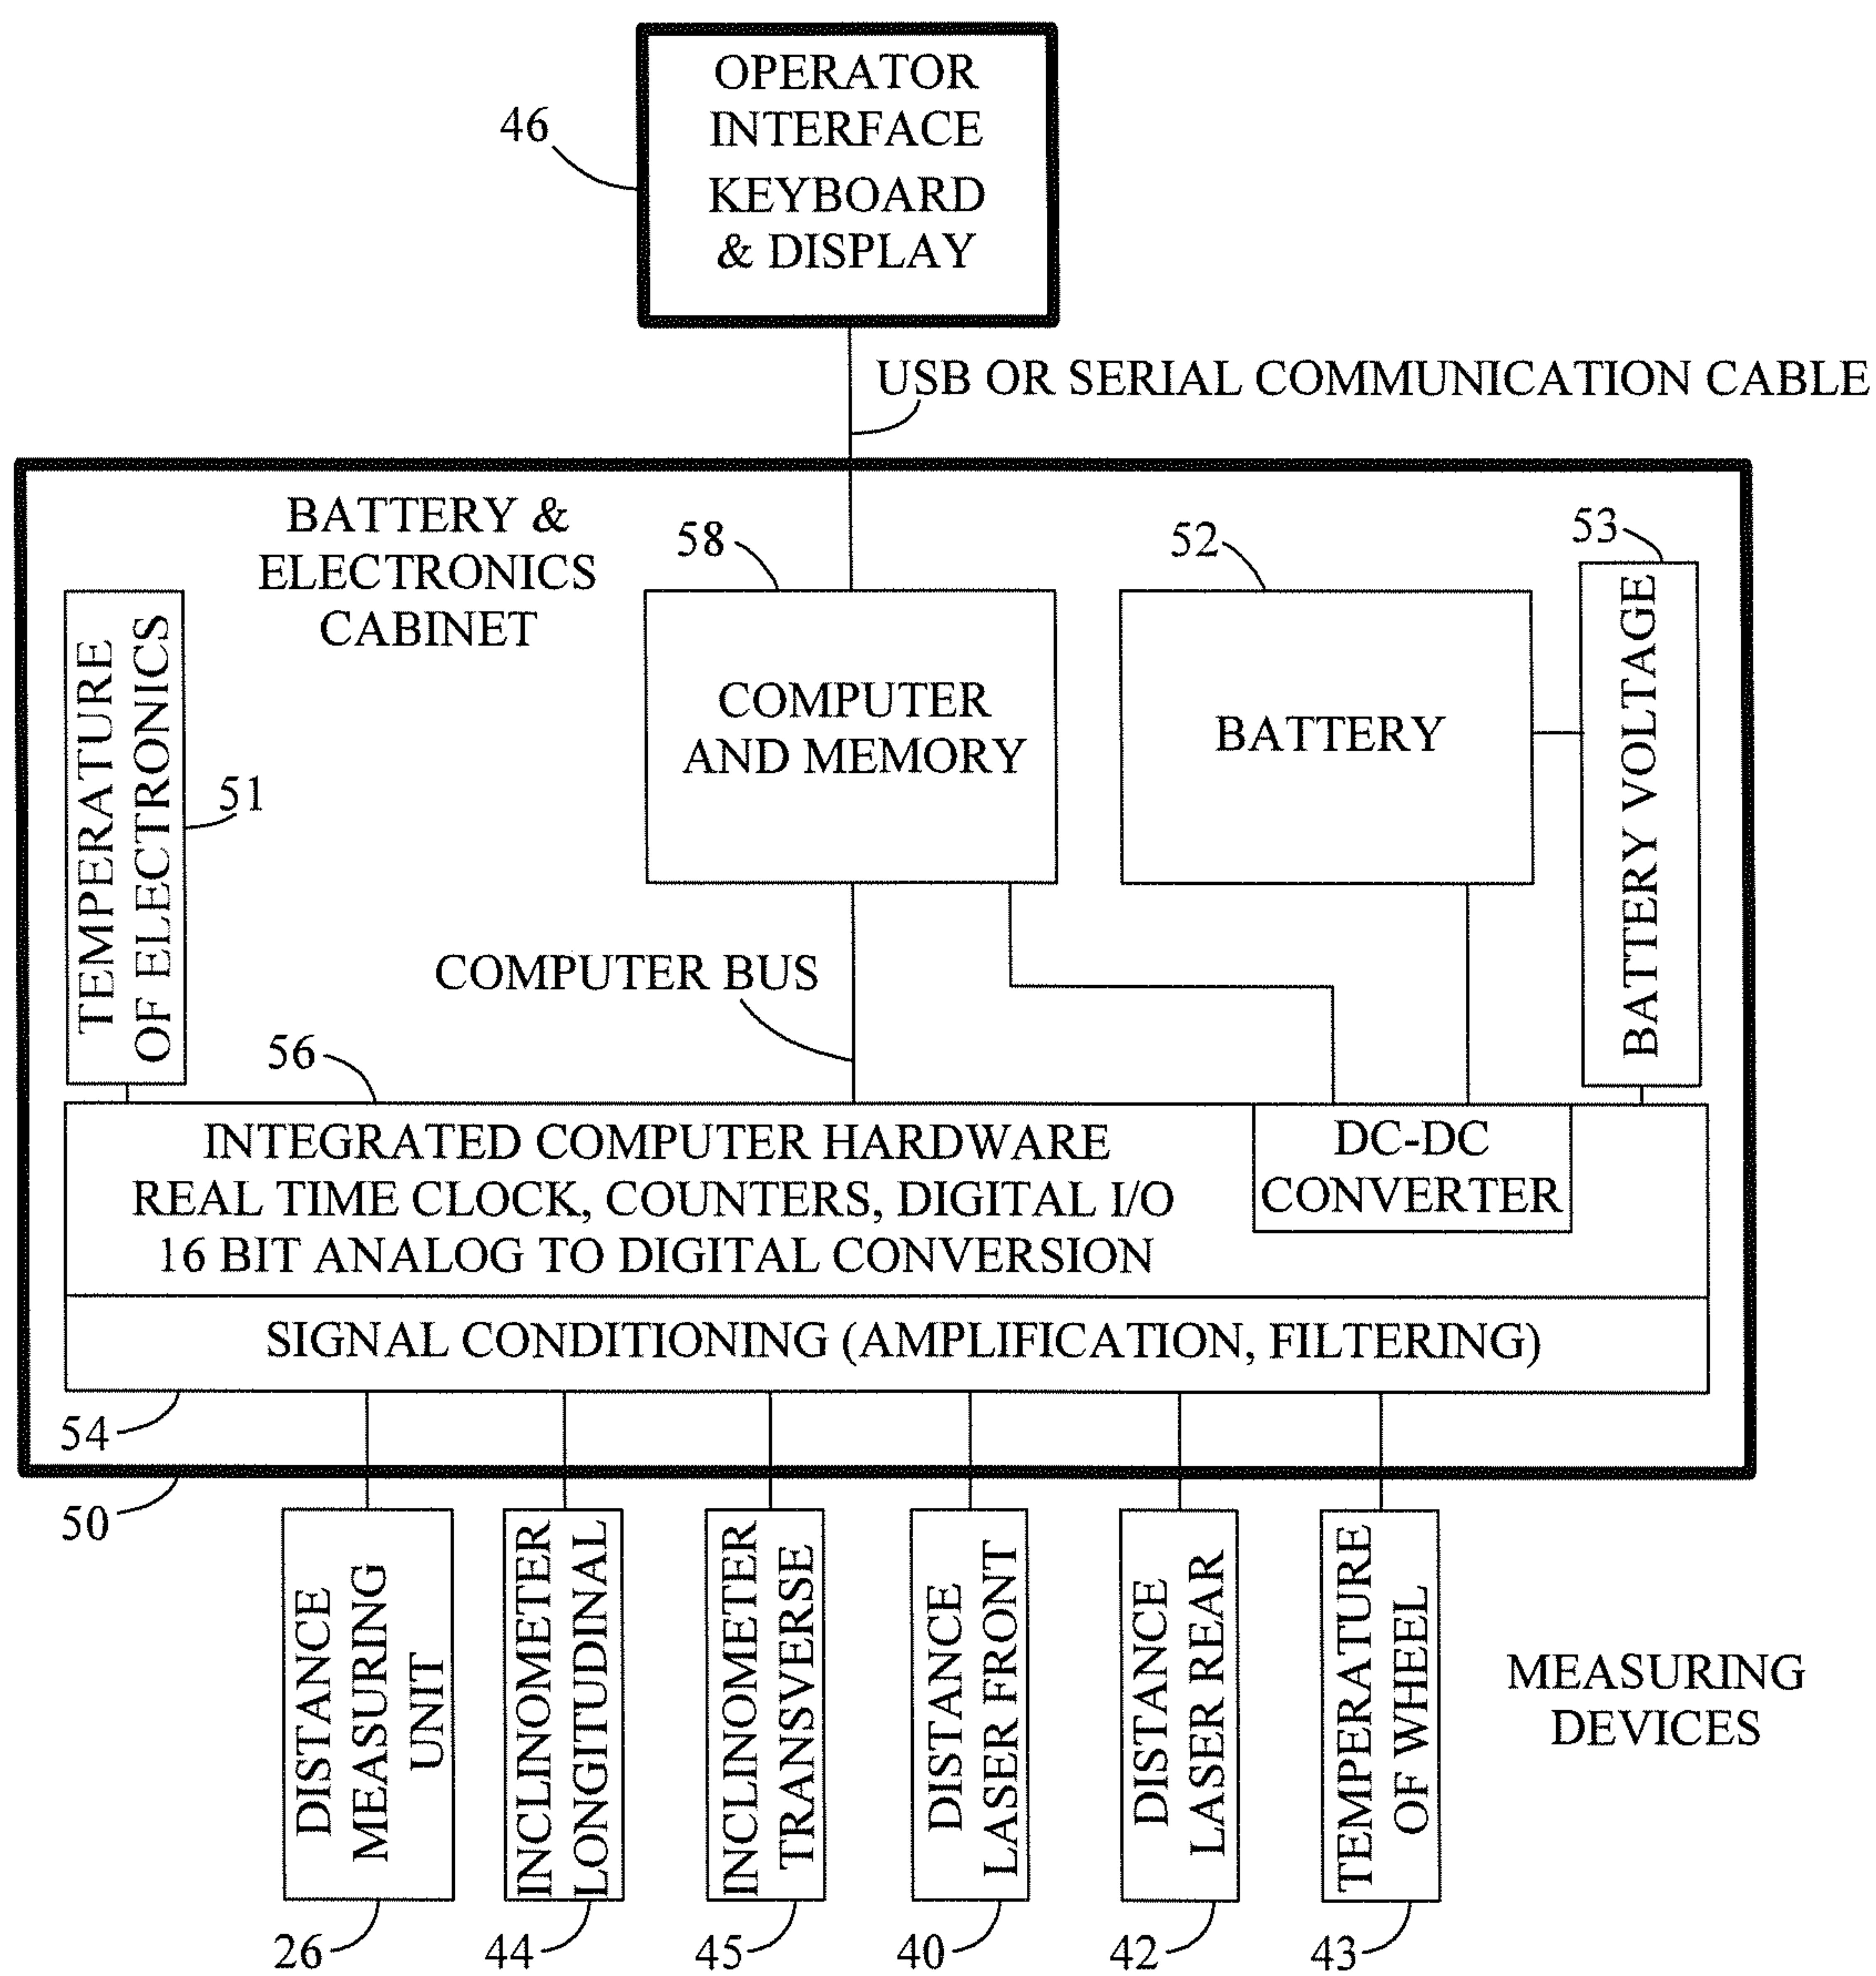 OPERATOR
INTERFACE
KEYBOARD
& DISPLAY
46
USB OR SERIAL COMMUNICATION CABLE
BATTERY &
ELECTRONICS
CABINET
58
52
53
TEMPERATURE
OF ELECTRONICS
51
COMPUTER
AND MEMORY
BATTERY
BATTERY VOLTAGE
COMPUTER BUS
56
INTEGRATED COMPUTER HARDWARE
REAL TIME CLOCK, COUNTERS, DIGITAL I/O
16 BIT ANALOG TO DIGITAL CONVERSION
DC-DC
CONVERTER
SIGNAL CONDITIONING (AMPLIFICATION, FILTERING)
54
50
DISTANCE
MEASURING
UNIT
INCLINOMETER
LONGITUDINAL
INCLINOMETER
TRANSVERSE
DISTANCE
LASER FRONT
DISTANCE
LASER REAR
TEMPERATURE
OF WHEEL
MEASURING
DEVICES
26
44
45
40
42
43